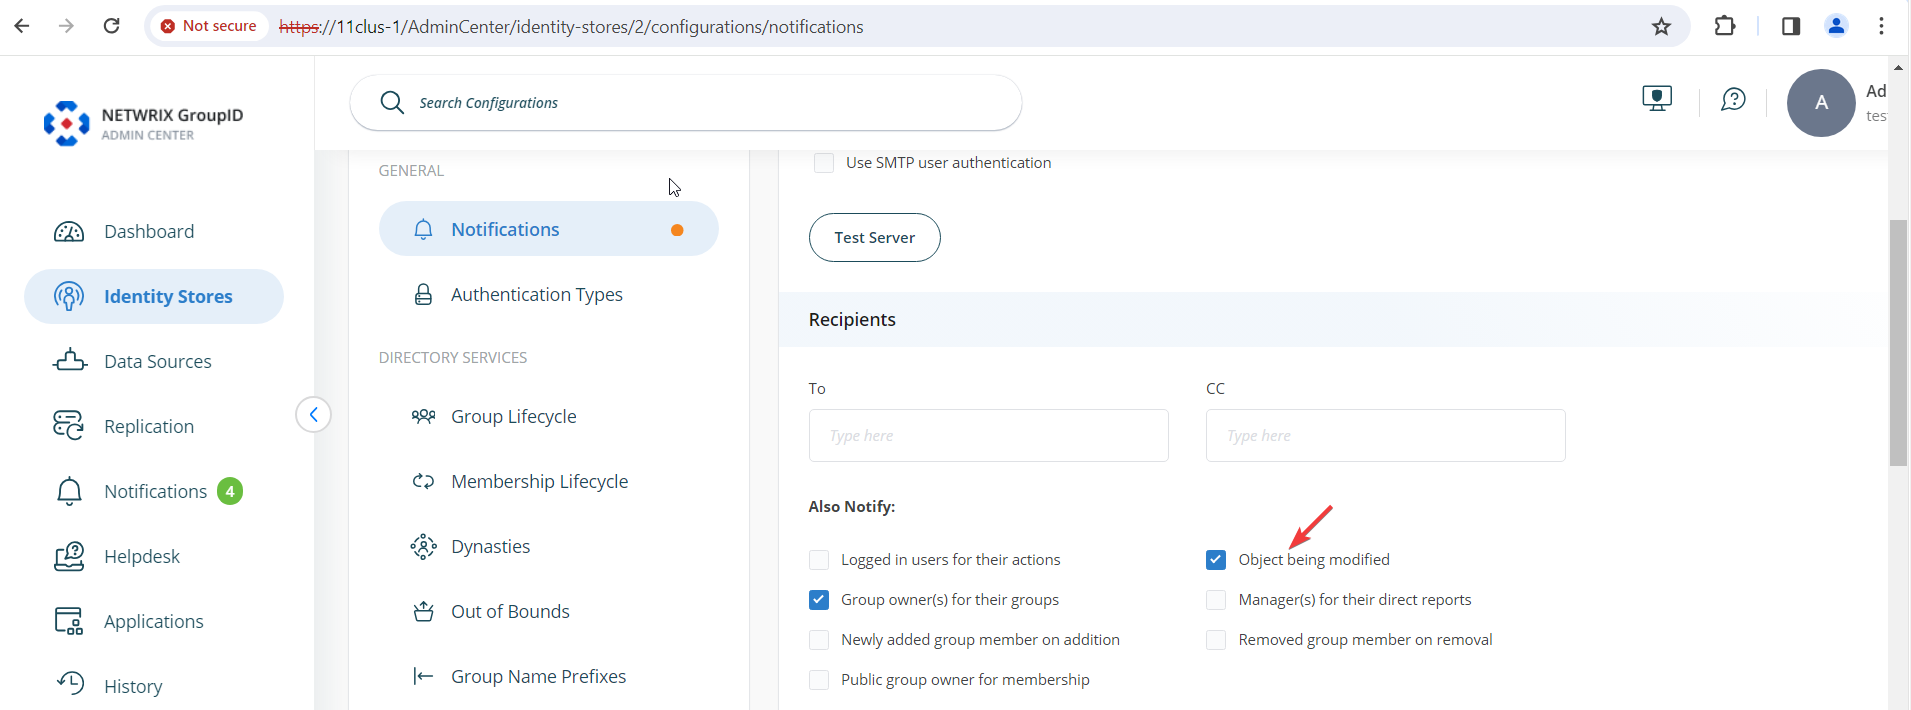 Not secure https://11clus-1/AdminCenter/identity-stores/2/configurations/notifications
NETWRIX GroupID
ADMIN CENTER
Search Configurations
A
Ad
tes
Dashboard
Identity Stores
Data Sources
Replication
Notifications 4
Helpdesk
Applications
History
GENERAL
Notifications
Authentication Types
DIRECTORY SERVICES
Group Lifecycle
Membership Lifecycle
Dynasties
Out of Bounds
Group Name Prefixes
Use SMTP user authentication
Test Server
Recipients
To
CC
Type here
Type here
Also Notify:
Logged in users for their actions
Object being modified
Group owner(s) for their groups
Manager(s) for their direct reports
Newly added group member on addition
Removed group member on removal
Public group owner for membership